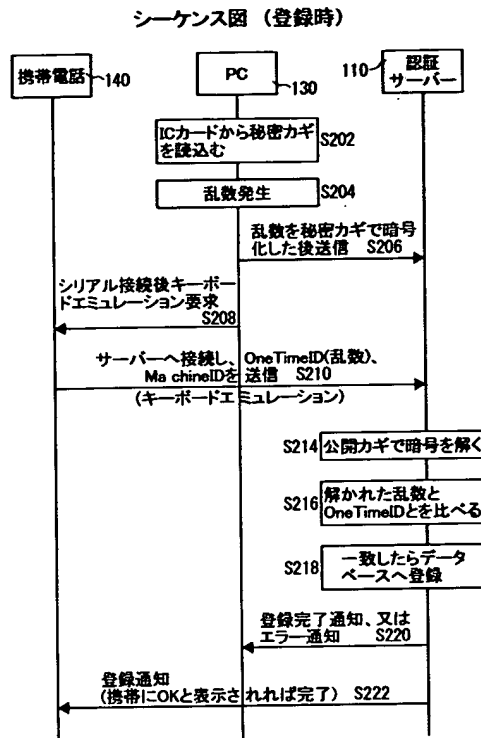 シーケンス図 (登録時)
携帯電話
140
PC
130
110
認証
サーバー
ICカードから秘密カギ
を読込む
S202
乱数発生
S204
乱数を秘密カギで暗号
化した後送信 S206
シリアル接続後キーボー
ドエミュレーション要求
S208
サーバーへ接続し、OneTimeID(乱数)、
Ma chineIDを 送信 S210
(キーボードエミュレーション)
S214
公開カギで暗号を解く
S216
解かれた乱数と
OneTimeIDとを比べる
S218
一致したらデータ
ベースへ登録
登録完了通知、又は
エラー通知 S220
登録通知
(携帯にOKと表示されれば完了) S222